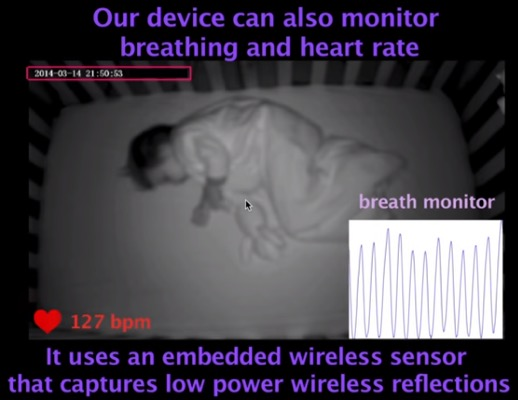 Our device can also monitor
breathing and heart rate
2014-03-14 21:50:53
breath monitor
127 bpm
It uses an embedded wireless sensor
that captures low power wireless reflections